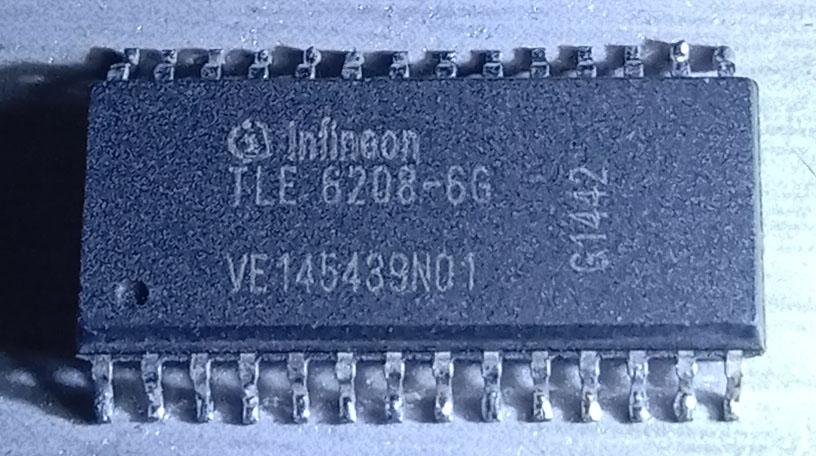 Infineon
TLE 6208-6G
VE145439N01
G1442